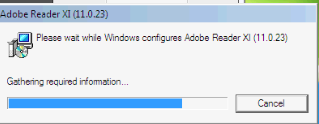 Adobe Reader XI (11.0.23)
Please wait while Windows configures Adobe Reader XI (11.0.23)
Gathering required information...
Cancel